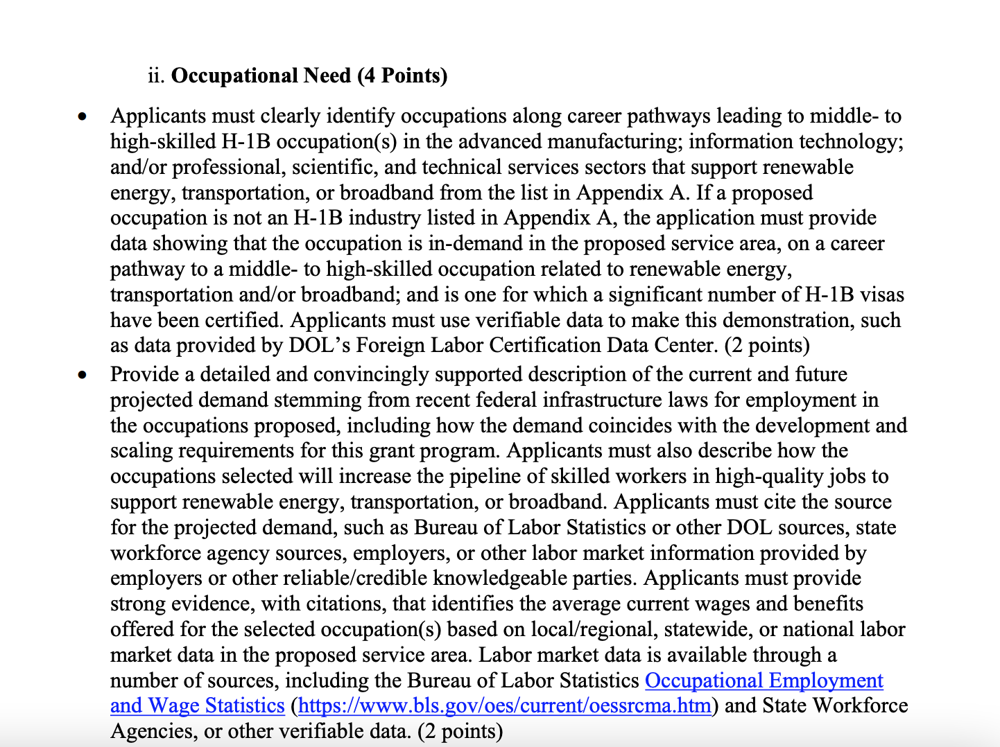 ii. Occupational Need (4 Points)
• Applicants must clearly identify occupations along career pathways leading to middle- to
high-skilled H-1B occupation(s) in the advanced manufacturing; information technology;
and/or professional, scientific, and technical services sectors that support renewable
energy, transportation, or broadband from the list in Appendix A. If a proposed
occupation is not an H-1B industry listed in Appendix A, the application must provide
data showing that the occupation is in-demand in the proposed service area, on a career
pathway to a middle- to high-skilled occupation related to renewable energy,
transportation and/or broadband; and is one for which a significant number of H-1B visas
have been certified. Applicants must use verifiable data to make this demonstration, such
as data provided by DOL’s Foreign Labor Certification Data Center. (2 points)
• Provide a detailed and convincingly supported description of the current and future
projected demand stemming from recent federal infrastructure laws for employment in
the occupations proposed, including how the demand coincides with the development and
scaling requirements for this grant program. Applicants must also describe how the
occupations selected will increase the pipeline of skilled workers in high-quality jobs to
support renewable energy, transportation, or broadband. Applicants must cite the source
for the projected demand, such as Bureau of Labor Statistics or other DOL sources, state
workforce agency sources, employers, or other labor market information provided by
employers or other reliable/credible knowledgeable parties. Applicants must provide
strong evidence, with citations, that identifies the average current wages and benefits
offered for the selected occupation(s) based on local/regional, statewide, or national labor
market data in the proposed service area. Labor market data is available through a
number of sources, including the Bureau of Labor Statistics Occupational Employment
and Wage Statistics (https://www.bls.gov/oes/current/oessrcma.htm) and State Workforce
Agencies, or other verifiable data. (2 points)